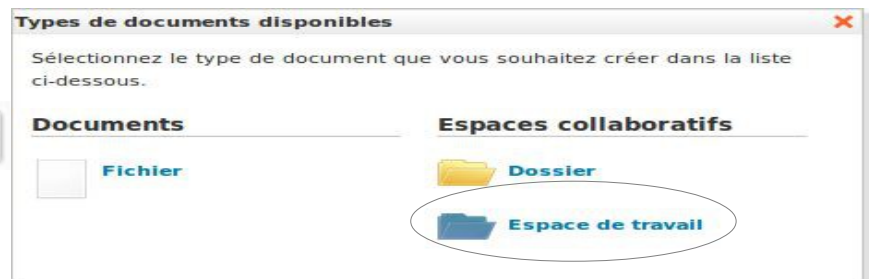 Types de documents disponibles
Sélectionnez le type de document que vous souhaitez créer dans la liste
ci-dessous.
Documents
Espaces collaboratifs
Fichier
Dossier
Espace de travail